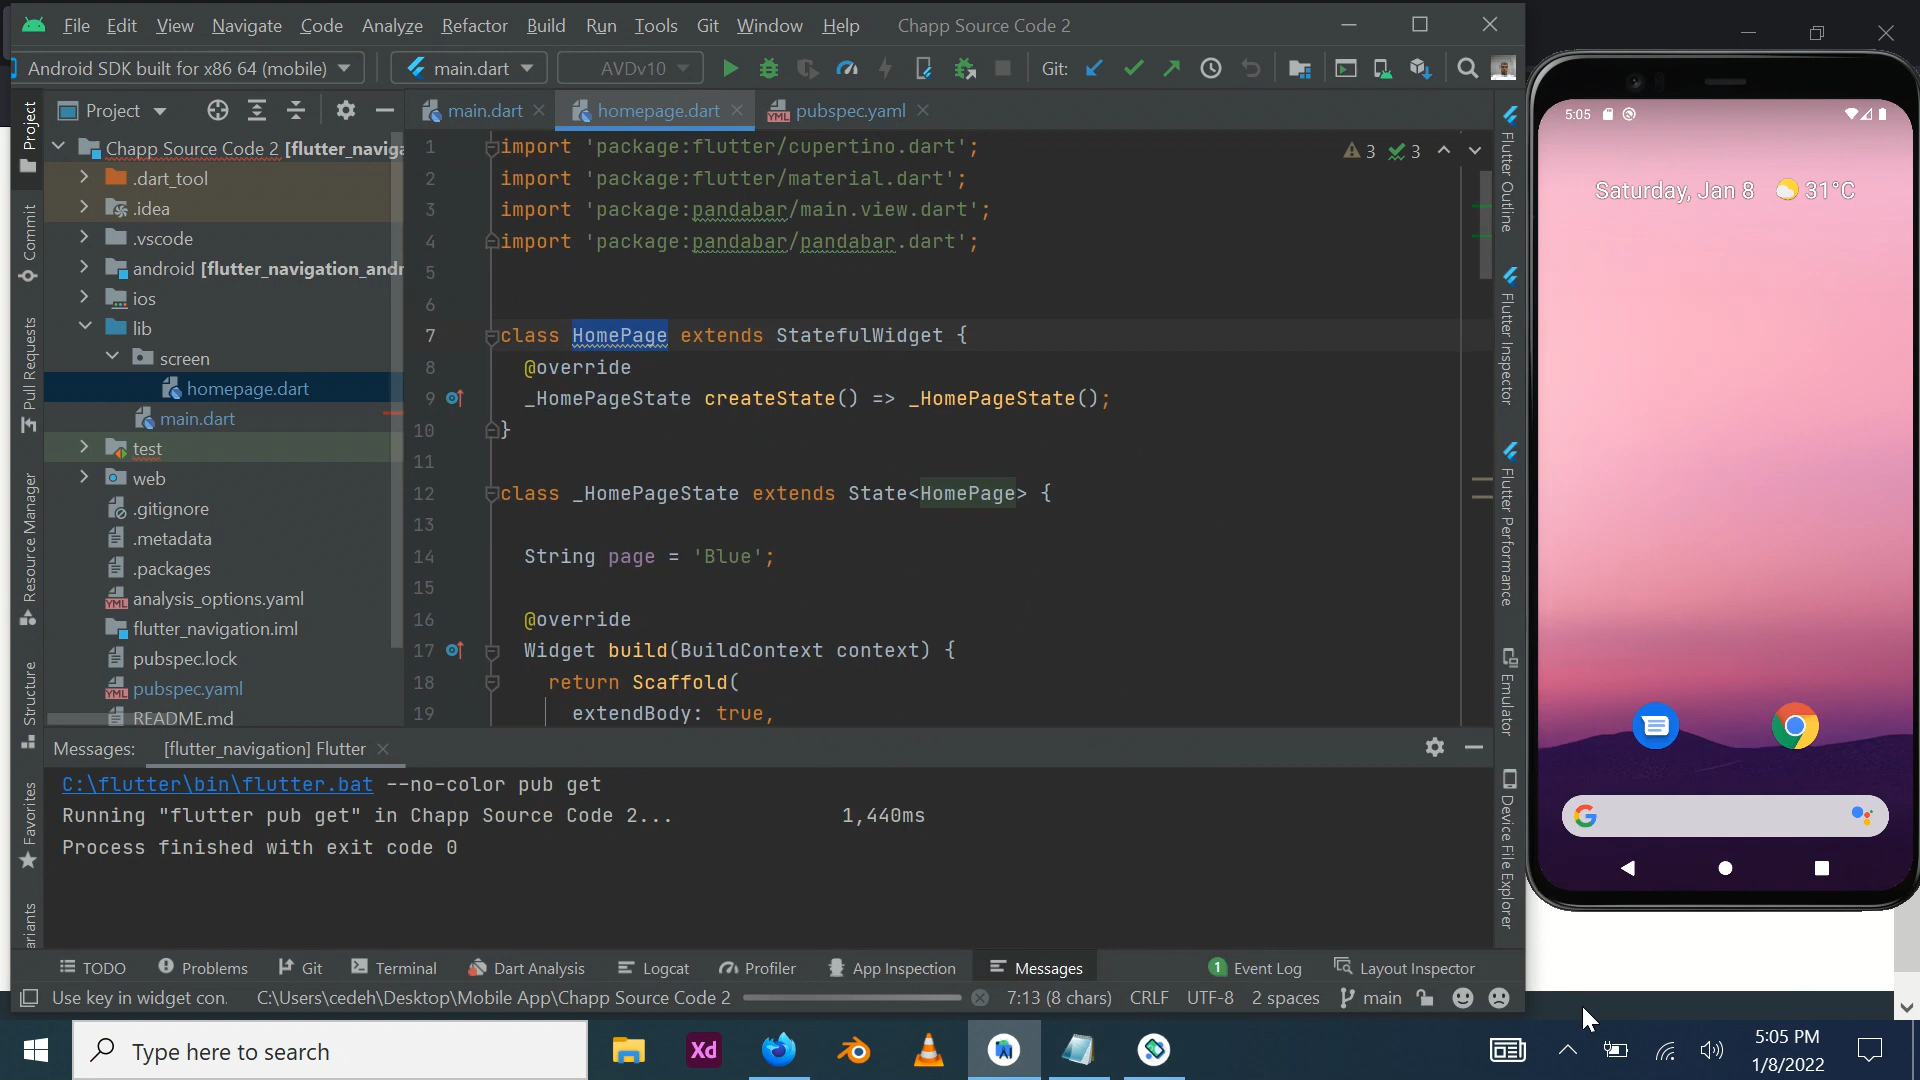 File Edit View Navigate Code Analyze Refactor Build Run Tools Git Window Help Chapp Source Code 2
Android SDK built for x86 64 (mobile) main.dart AVDv10 Git:
Project
main.dart homepage.dart pubspec.yaml
Chapp Source Code 2 [flutter_naviga
.dart_tool
.idea
.vscode
android [flutter_navigation_andr
ios
lib
screen
homepage.dart
main.dart
test
web
.gitignore
.metadata
.packages
analysis_options.yaml
flutter_navigation.iml
pubspec.lock
pubspec.yaml
README.md
Project
Commit
Pull Requests
Resource Manager
Structure
Favorites
ariants
3 3
1 import 'package:flutter/cupertino.dart';
2 import 'package:flutter/material.dart';
3 import 'package:pandabar/main.view.dart';
4 import 'package:pandabar/pandabar.dart';
5
6
7 class HomePage extends StatefulWidget {
8 @override
9 _HomePageState createState() => _HomePageState();
10 }
11
12 class _HomePageState extends State<HomePage> {
13
14 String page = 'Blue';
15
16 @override
17 Widget build(BuildContext context) {
18 return Scaffold(
19 extendBody: true,
Flutter Outline
Flutter Inspector
Flutter Performance
Emulator
Device File Explorer
Messages: [flutter_navigation] Flutter
C:\flutter\bin\flutter.bat --no-color pub get
Running "flutter pub get" in Chapp Source Code 2... 1,440ms
Process finished with exit code 0
TODO Problems Git Terminal Dart Analysis Logcat Profiler App Inspection Messages 1 Event Log Layout Inspector
Use key in widget con. C:\Users\cedeh\Desktop\Mobile App\Chapp Source Code 2 7:13 (8 chars) CRLF UTF-8 2 spaces main
5:05
Saturday, Jan 8 31°C
Type here to search
Xd
5:05 PM
1/8/2022